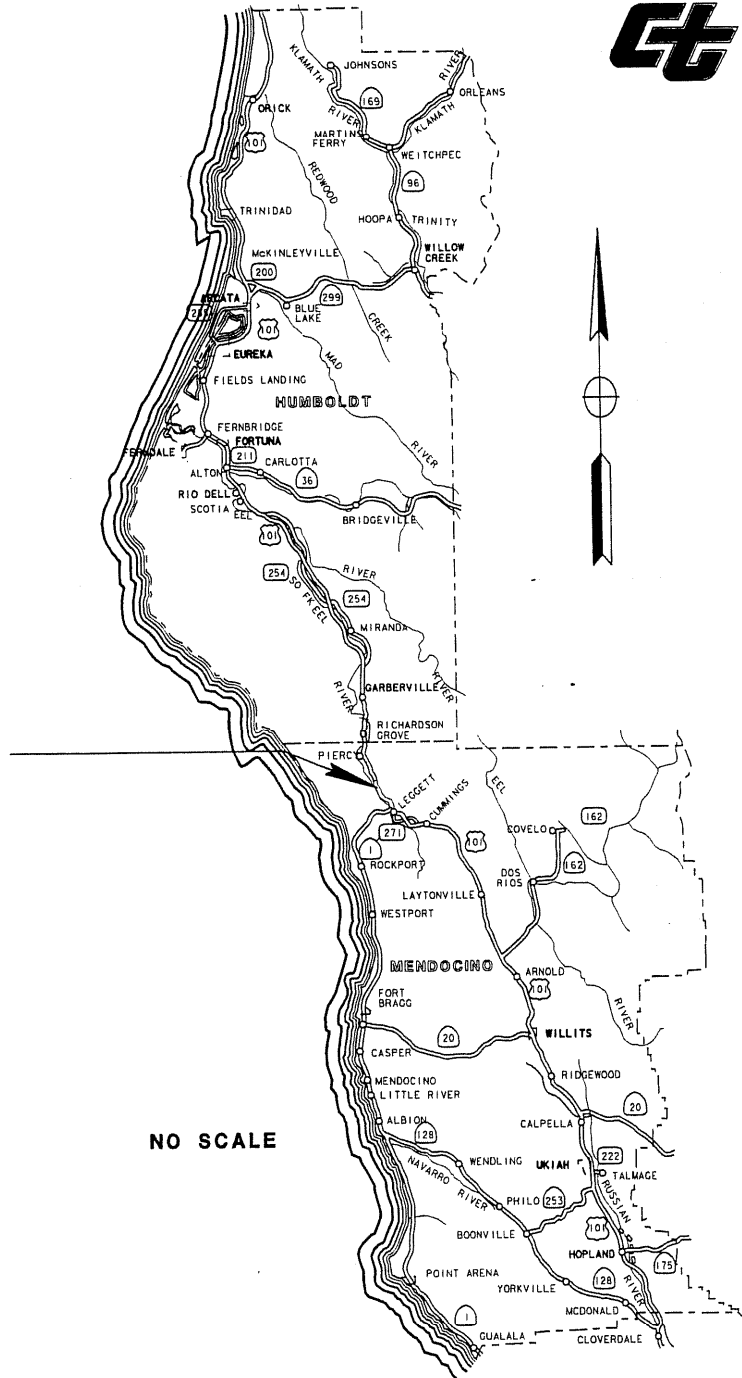 Ct
JOHNSONS
KLAMATH
RIVER
ORLEANS
169
ORICK
RIVER
KLAMATH
MARTINS
FERRY
WEITCHPEC
101
REDWOOD
96
TRINIDAD
HOOPA
TRINITY
McKINLEYVILLE
WILLOW
CREEK
200
ARCATA
299
BLUE
LAKE
CREEK
101
EUREKA
MAD
FIELDS LANDING
HUMBOLDT
FERNBRIDGE
FORTUNA
FERNDALE
211
RIVER
ALTON
CARLOTTA
36
RIO DELL
SCOTIA
EEL
BRIDGEVILLE
101
254
RIVER
SO FK EEL
254
MIRANDA
RIVER
RIVER
GARBERVILLE
RICHARDSON
GROVE
PIERCY
EEL
LEGGETT
CUMMINGS
162
271
COVELO
101
1
ROCKPORT
DOS
RIOS
162
LAYTONVILLE
WESTPORT
MENDOCINO
ARNOLD
FORT
BRAGG
101
RIVER
20
WILLITS
CASPER
RIDGEWOOD
MENDOCINO
LITTLE RIVER
20
ALBION
CALPELLA
NO SCALE
128
WENDLING
UKIAH
222
TALMAGE
NAVARRO
RIVER
RUSSIAN
PHILO
253
101
BOONVILLE
HOPLAND
175
POINT ARENA
YORKVILLE
128
RIVER
MCDONALD
1
GUALALA
CLOVERDALE